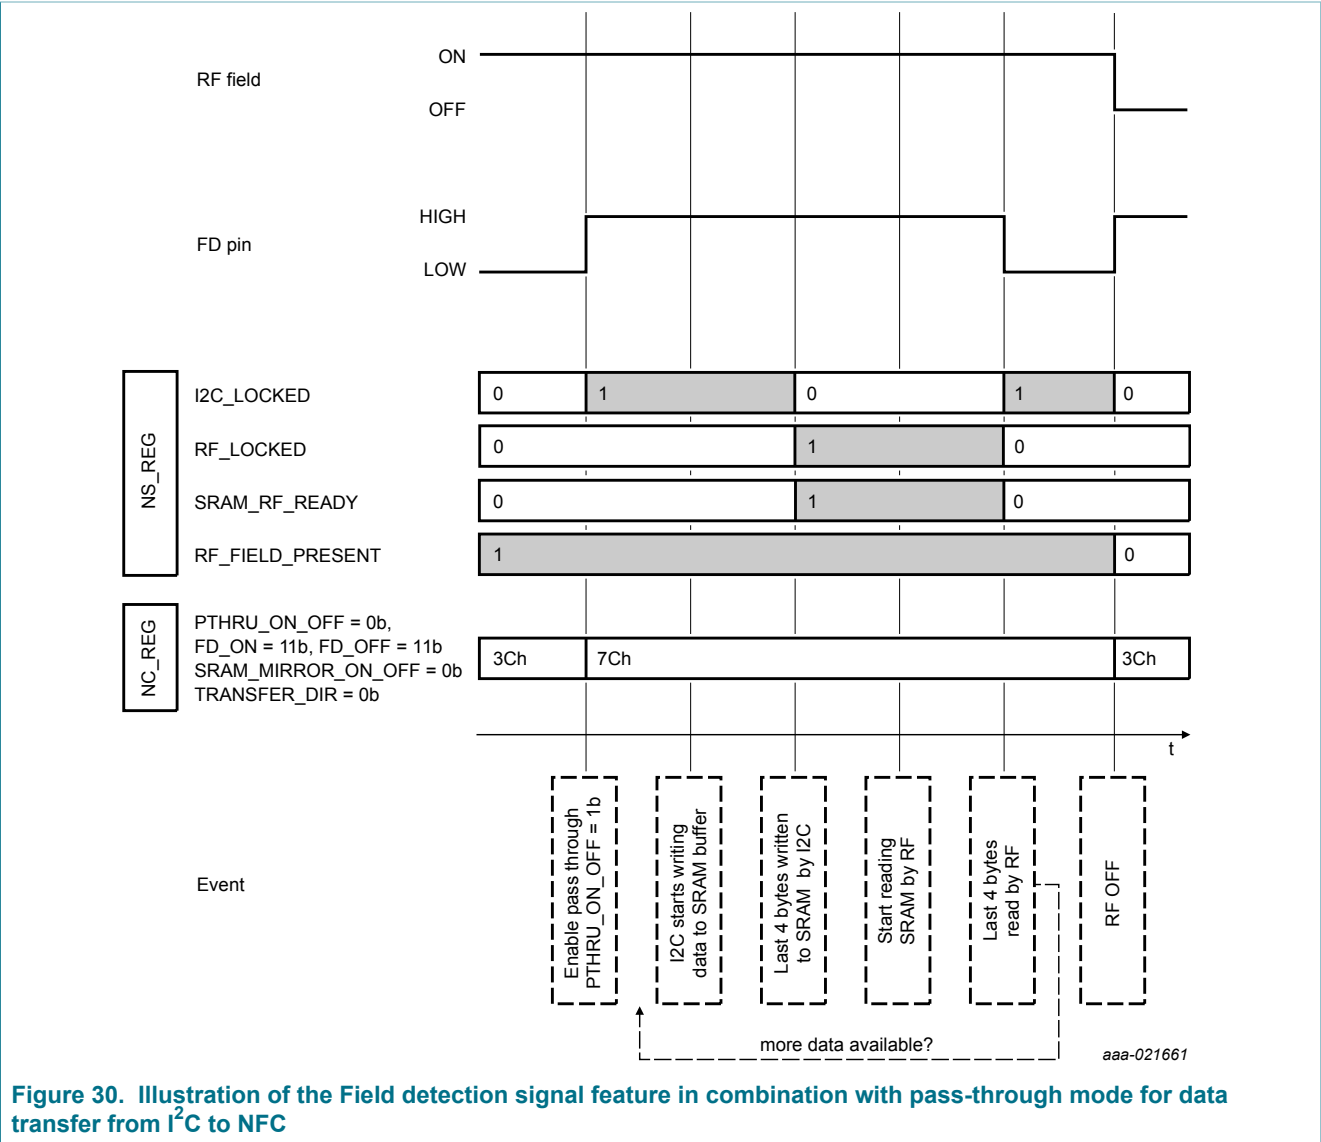 RF field
ON
OFF
FD pin
HIGH
LOW
NS_REG
I2C_LOCKED
0 1 0 1 0
RF_LOCKED
0 1 0
SRAM_RF_READY
0 1 0
RF_FIELD_PRESENT
1 0
NC_REG
PTHRU_ON_OFF = 0b,
FD_ON = 11b, FD_OFF = 11b
SRAM_MIRROR_ON_OFF = 0b
TRANSFER_DIR = 0b
3Ch 7Ch 3Ch
t
Event
Enable pass through
PTHRU_ON_OFF = 1b
I2C starts writing
data to SRAM buffer
Last 4 bytes written
to SRAM by I2C
Start reading
SRAM by RF
Last 4 bytes
read by RF
RF OFF
more data available?
aaa-021661
Figure 30. Illustration of the Field detection signal feature in combination with pass-through mode for data
transfer from I²C to NFC